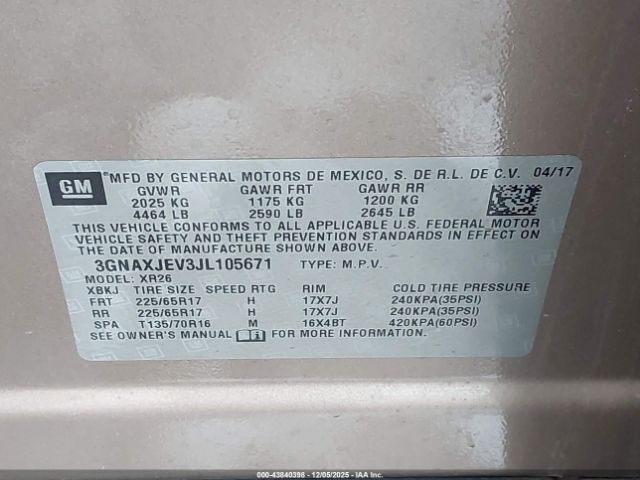 GM
MFD BY GENERAL MOTORS DE MEXICO, S. DE R.L. DE C.V. 04/17
GVWR GAWR FRT GAWR RR
2025 KG 1175 KG 1200 KG
4464 LB 2590 LB 2645 LB
THIS VEHICLE CONFORMS TO ALL APPLICABLE U.S. FEDERAL MOTOR
VEHICLE SAFETY AND THEFT PREVENTION STANDARDS IN EFFECT ON
THE DATE OF MANUFACTURE SHOWN ABOVE.
3GNAXJEV3JL105671 TYPE: M.P.V.
MODEL: XR26
XBKJ TIRE SIZE SPEED RTG RIM COLD TIRE PRESSURE
FRT 225/65R17 H 17X7J 240KPA(35PSI)
RR 225/65R17 H 17X7J 240KPA(35PSI)
SPA T135/70R16 M 16X4BT 420KPA(60PSI)
SEE OWNER'S MANUAL FOR MORE INFORMATION.
000-43840398 - 12/05/2025 - COPYRIGHT IAA, LLC